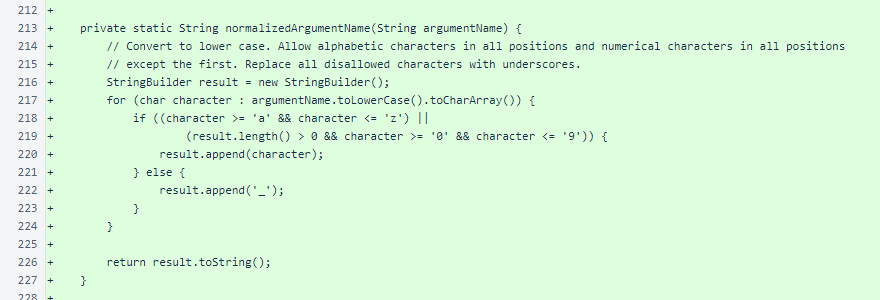 212 +
213 +    private static String normalizedArgumentName(String argumentName) {
214 +        // Convert to lower case. Allow alphabetic characters in all positions and numerical characters in all positions
215 +        // except the first. Replace all disallowed characters with underscores.
216 +        StringBuilder result = new StringBuilder();
217 +        for (char character : argumentName.toLowerCase().toCharArray()) {
218 +            if ((character >= 'a' && character <= 'z') ||
219 +                    (result.length() > 0 && character >= '0' && character <= '9')) {
220 +                result.append(character);
221 +            } else {
222 +                result.append('_');
223 +            }
224 +        }
225 +
226 +        return result.toString();
227 +    }
228 +